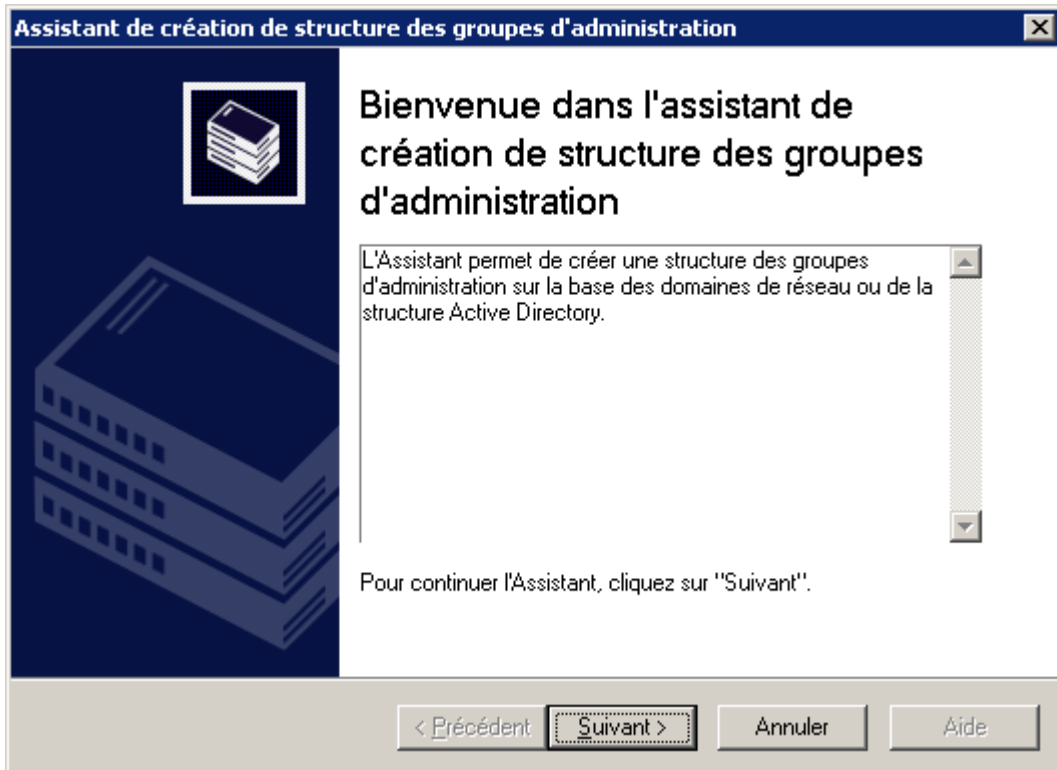 Assistant de création de structure des groupes d'administration
Bienvenue dans l'assistant de
création de structure des groupes
d'administration
L'Assistant permet de créer une structure des groupes
d'administration sur la base des domaines de réseau ou de la
structure Active Directory.
Pour continuer l'Assistant, cliquez sur "Suivant".
< Précédent
Suivant >
Annuler
Aide